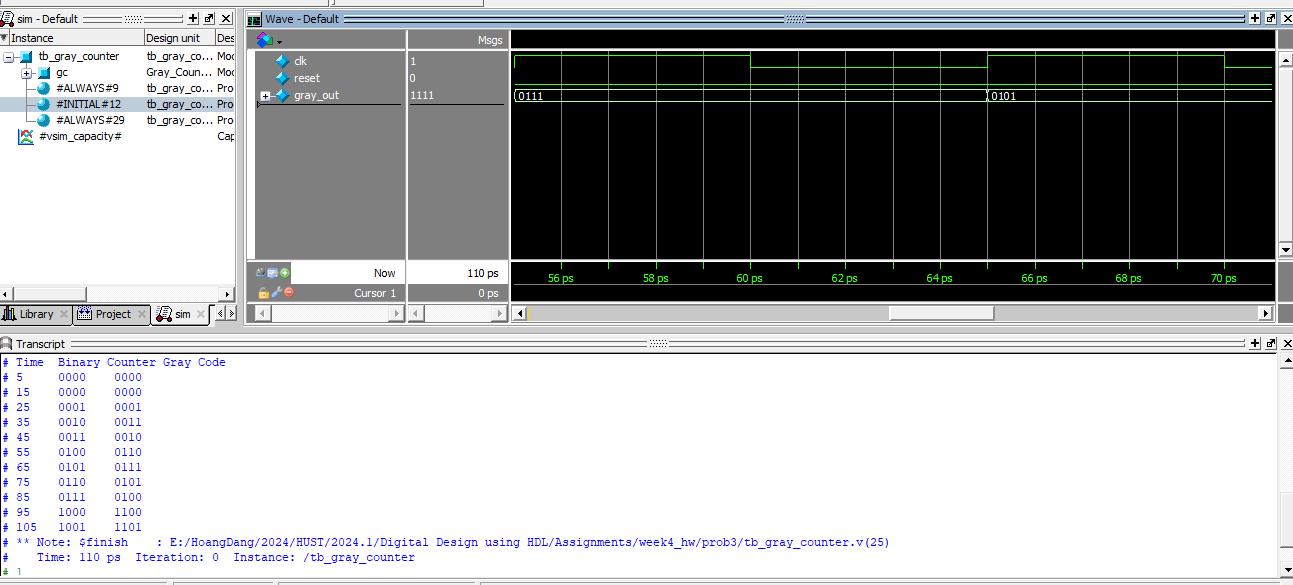 sim - Default
Instance Design unit Des
tb_gray_counter tb_gray_co... Mod
gc Gray_Coun... Mod
#ALWAYS#9 tb_gray_co... Pro
#INITIAL#12 tb_gray_co... Pro
#ALWAYS#29 tb_gray_co... Pro
#vsim_capacity# Cap
Library Project sim
Wave - Default
Msgs
clk 1
reset 0
gray_out 1111 0111 0101
Now 110 ps 56 ps 58 ps 60 ps 62 ps 64 ps 66 ps 68 ps 70 ps
Cursor 1 0 ps
Transcript
# Time Binary Counter Gray Code
# 5 0000 0000
# 15 0000 0000
# 25 0001 0001
# 35 0010 0011
# 45 0011 0010
# 55 0100 0110
# 65 0101 0111
# 75 0110 0101
# 85 0111 0100
# 95 1000 1100
# 105 1001 1101
# ** Note: $finish : E:/HoangDang/2024/HUST/2024.1/Digital Design using HDL/Assignments/week4_hw/prob3/tb_gray_counter.v(25)
# Time: 110 ps Iteration: 0 Instance: /tb_gray_counter
# 1